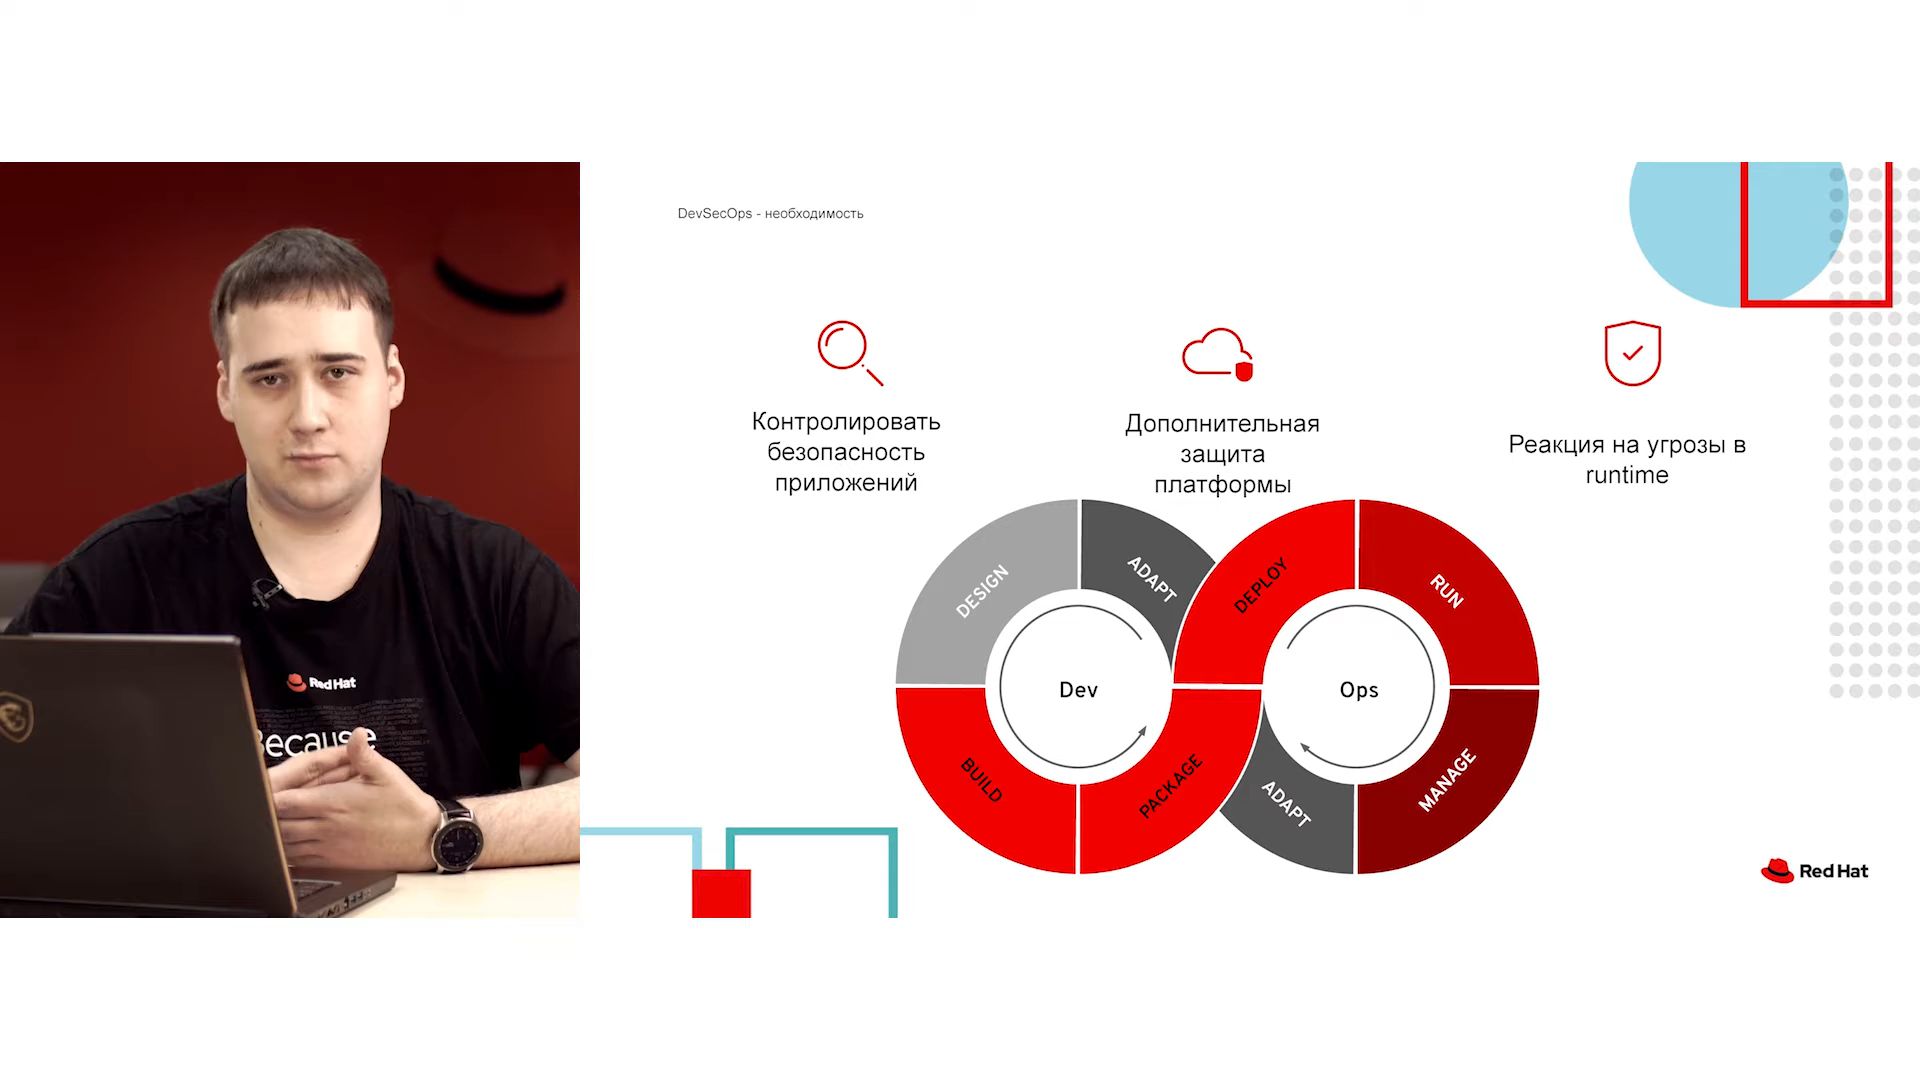 DevSecOps - необходимость
Контролировать
безопасность
приложений
Дополнительная
защита
платформы
Реакция на угрозы в
runtime
DESIGN
ADAPT
DEPLOY
RUN
Dev
Ops
BUILD
PACKAGE
ADAPT
MANAGE
Red Hat
Red Hat
Because